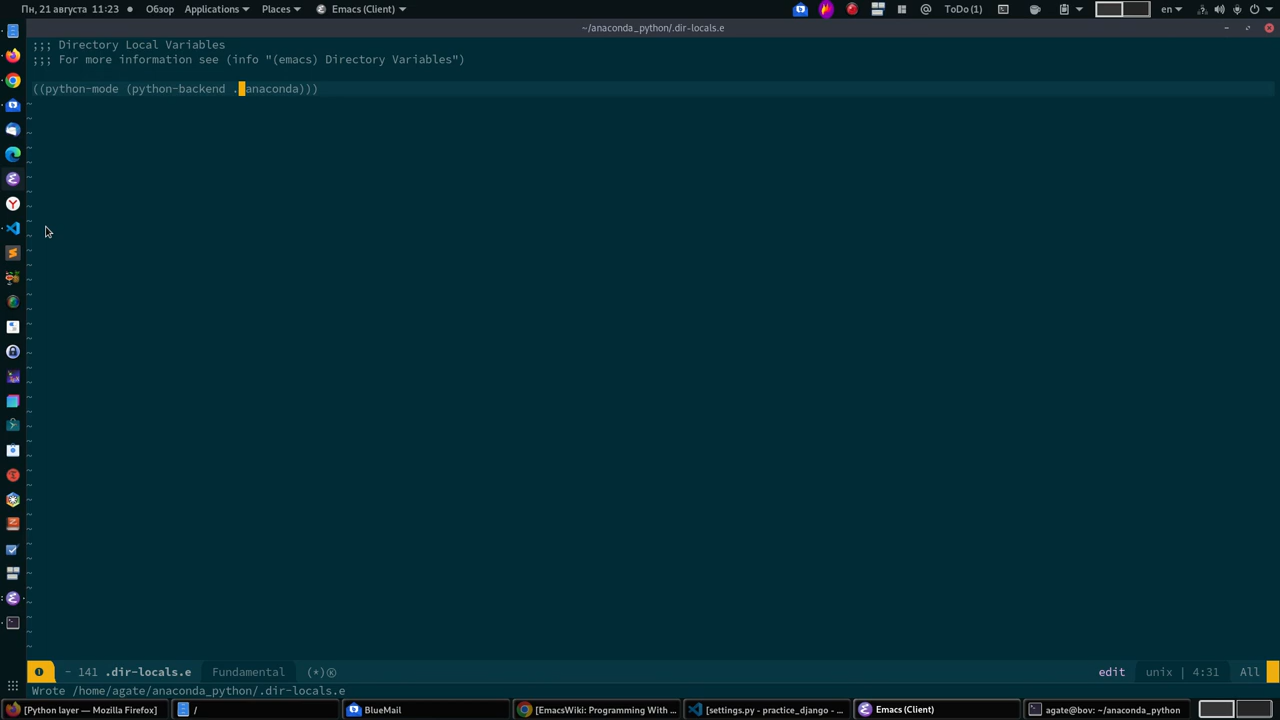 Пн, 21 августа 11:23
Обзор
Applications
Places
Emacs (Client)
ToDo(1)
en
~/anaconda_python/.dir-locals.e
;;; Directory Local Variables
;;; For more information see (info "(emacs) Directory Variables")
((python-mode (python-backend . anaconda)))
- 141 .dir-locals.e
Fundamental
(*)Ⓚ
edit
unix | 4:31
All
Wrote /home/agate/anaconda_python/.dir-locals.e
[Python layer — Mozilla Firefox]
/
BlueMail
[EmacsWiki: Programming With ...
[settings.py - practice_django - ...
Emacs (Client)
agate@bov: ~/anaconda_python